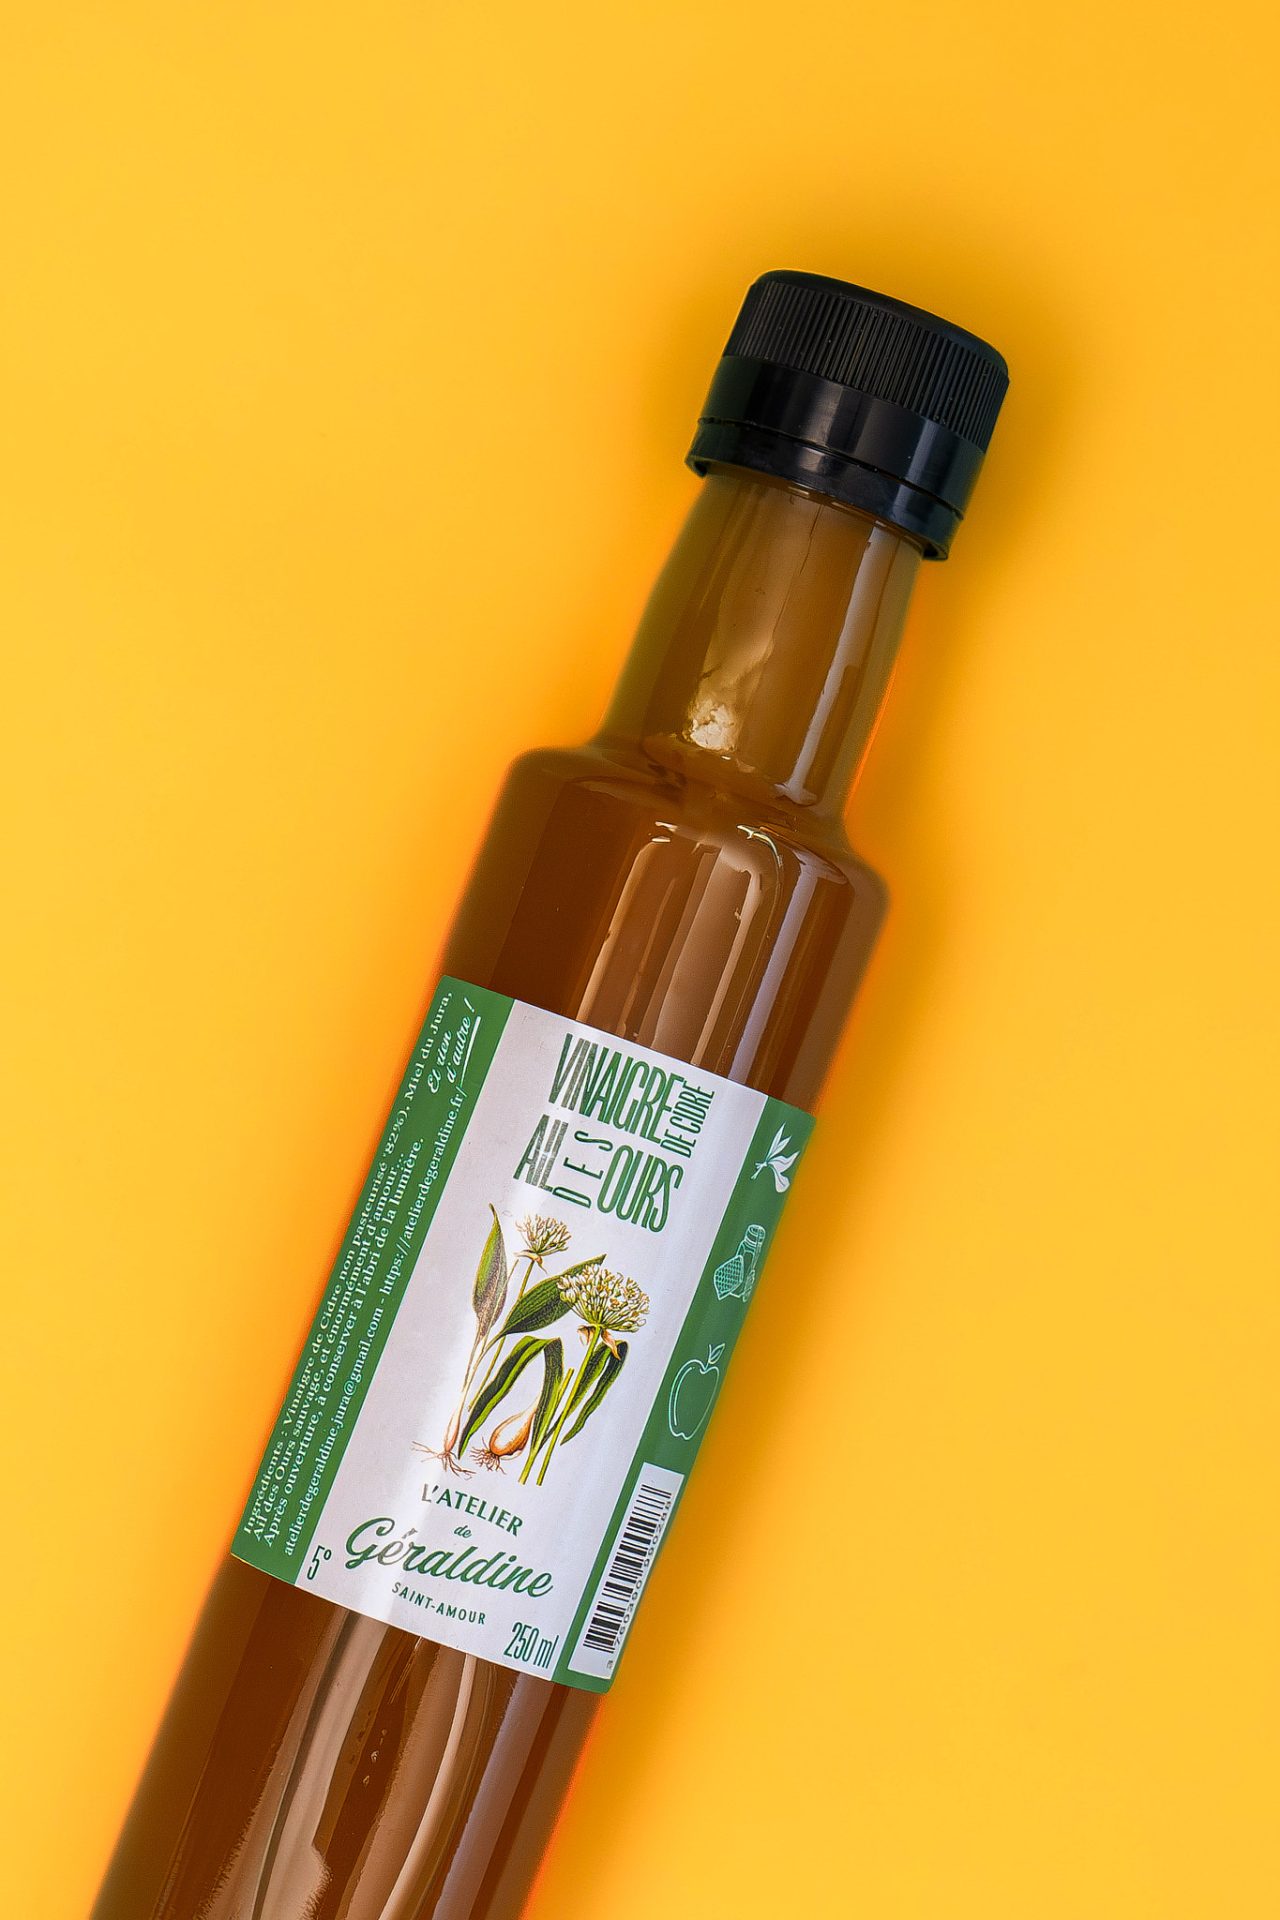 VINAIGRE
DE CIDRE
AIL
DES
OURS
L'ATELIER
de
Géraldine
SAINT-AMOUR
5°
250 ml
Ingrédients : Vinaigre de Cidre non pasteurisé (82%), Miel du Jura,
Ail des Ours sauvage, et énormément d'amour...
Après ouverture, à conserver à l'abri de la lumière.
atelierdegeraldine.jura@gmail.com - https://atelierdegeraldine.fr/
Et rien
d'autre !